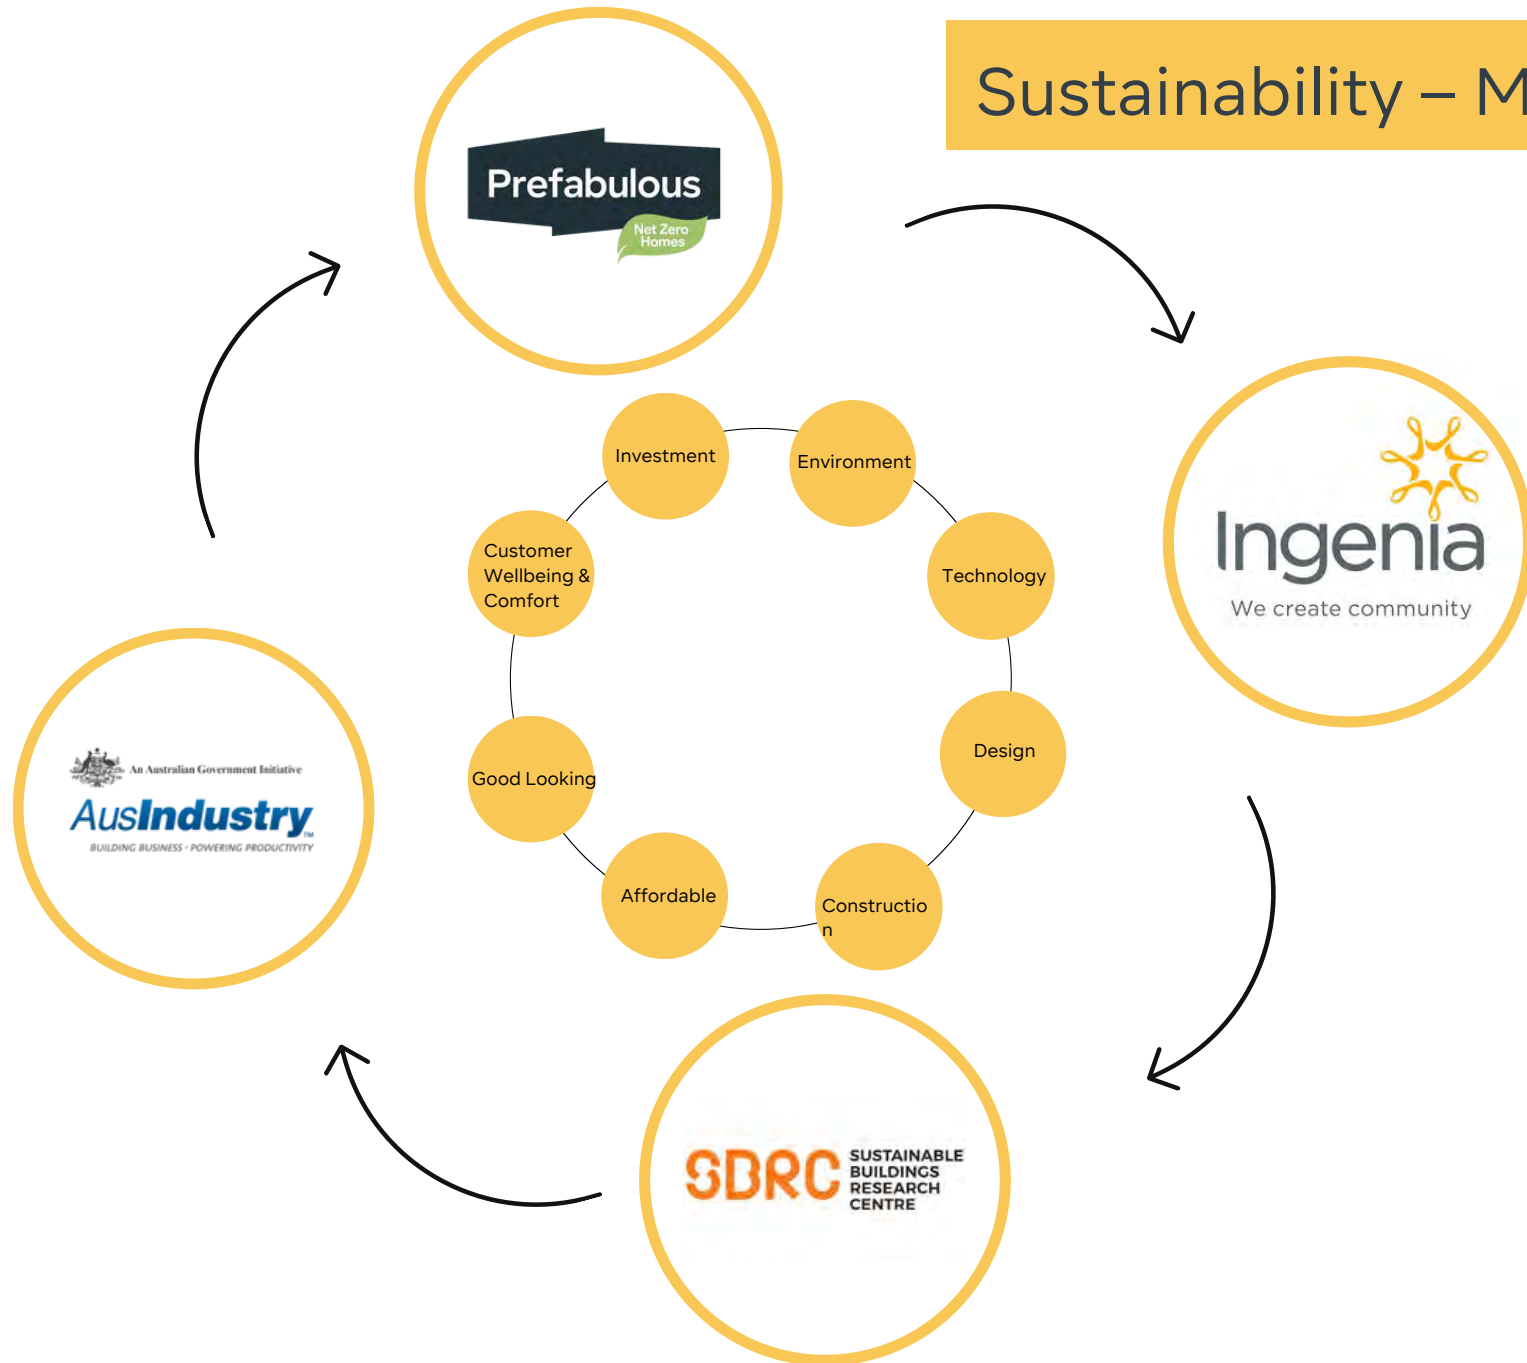 Sustainability – M
Prefabulous
Net Zero
Homes
Investment
Environment
Customer
Wellbeing &
Comfort
Technology
Ingenia
We create community
Design
Good Looking
An Australian Government Initiative
AusIndustry™
BUILDING BUSINESS - POWERING PRODUCTIVITY
Affordable
Constructio
n
SBRC
SUSTAINABLE
BUILDINGS
RESEARCH
CENTRE